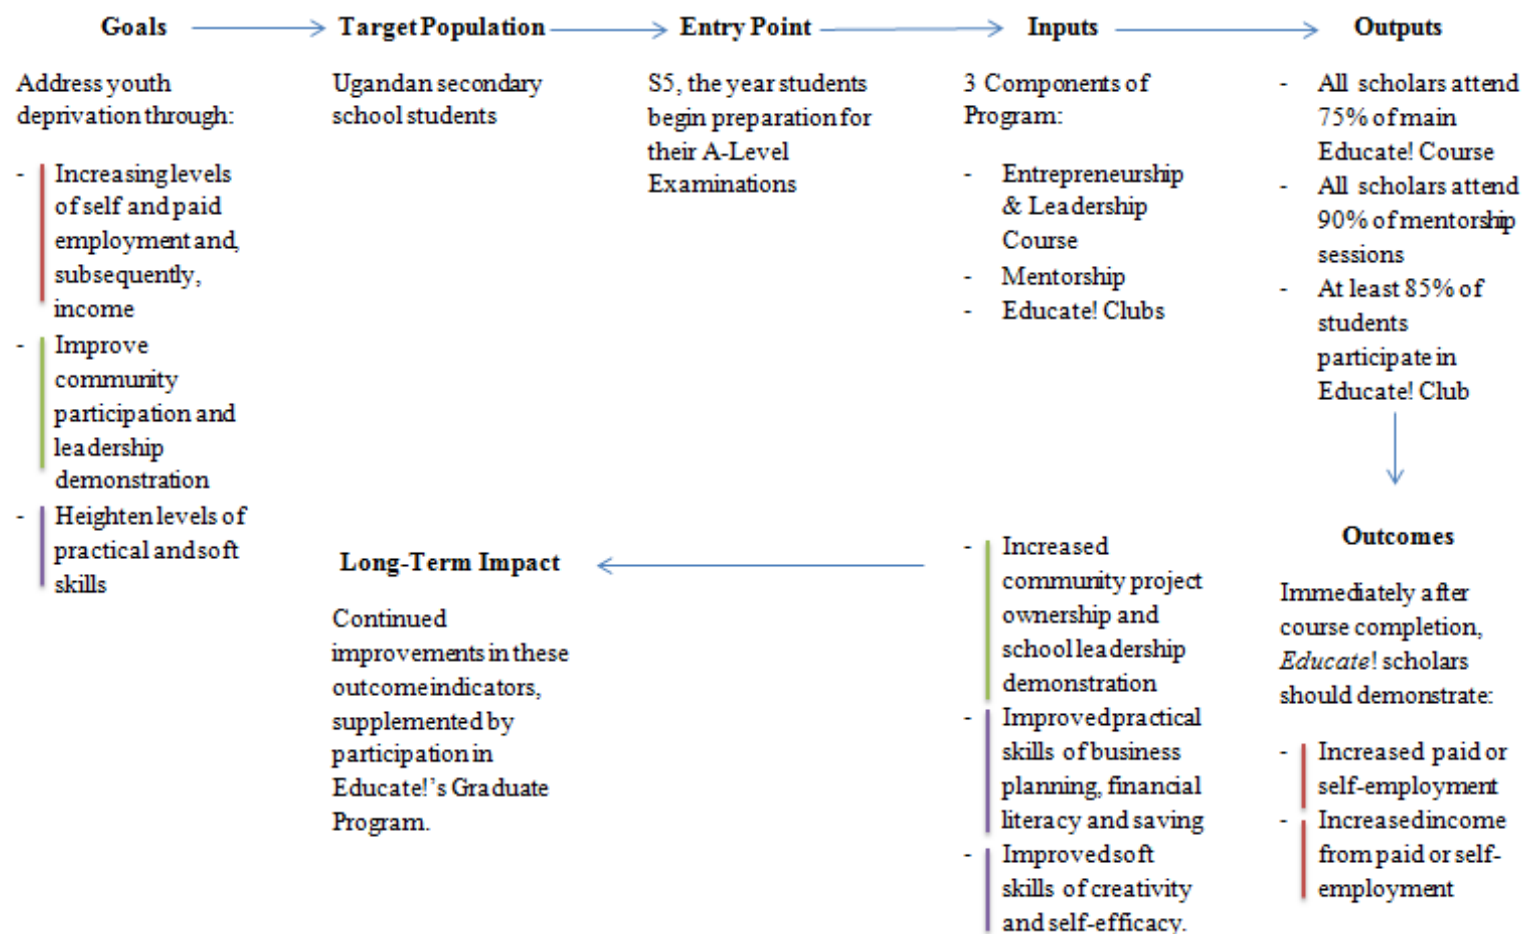 Goals
Address youth
deprivation through:
- Increasing levels
of self and paid
employment and,
subsequently,
income
- Improve
community
participation and
leadership
demonstration
- Heighten levels of
practical and soft
skills
Target Population
Ugandan secondary
school students
Entry Point
S5, the year students
begin preparation for
their A-Level
Examinations
Inputs
3 Components of
Program:
- Entrepreneurship
& Leadership
Course
- Mentorship
- Educate! Clubs
Outputs
- All scholars attend
75% of main
Educate! Course
- All scholars attend
90% of mentorship
sessions
- At least 85% of
students
participate in
Educate! Club
Outcomes
Immediately after
course completion,
Educate! scholars
should demonstrate:
- Increased paid or
self-employment
- Increased income
from paid or self-
employment
- Increased
community project
ownership and
school leadership
demonstration
- Improved practical
skills of business
planning, financial
literacy and saving
- Improved soft
skills of creativity
and self-efficacy.
Long-Term Impact
Continued
improvements in these
outcome indicators,
supplemented by
participation in
Educate!'s Graduate
Program.